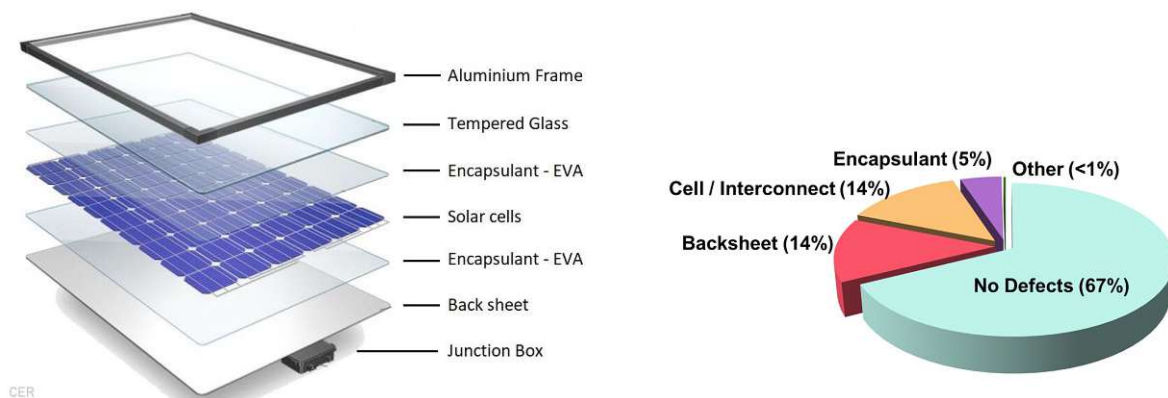 Aluminium Frame
Tempered Glass
Encapsulant - EVA
Solar cells
Encapsulant - EVA
Back sheet
Junction Box
CER
Encapsulant (5%)
Other (<1%)
Cell / Interconnect (14%)
Backsheet (14%)
No Defects (67%)